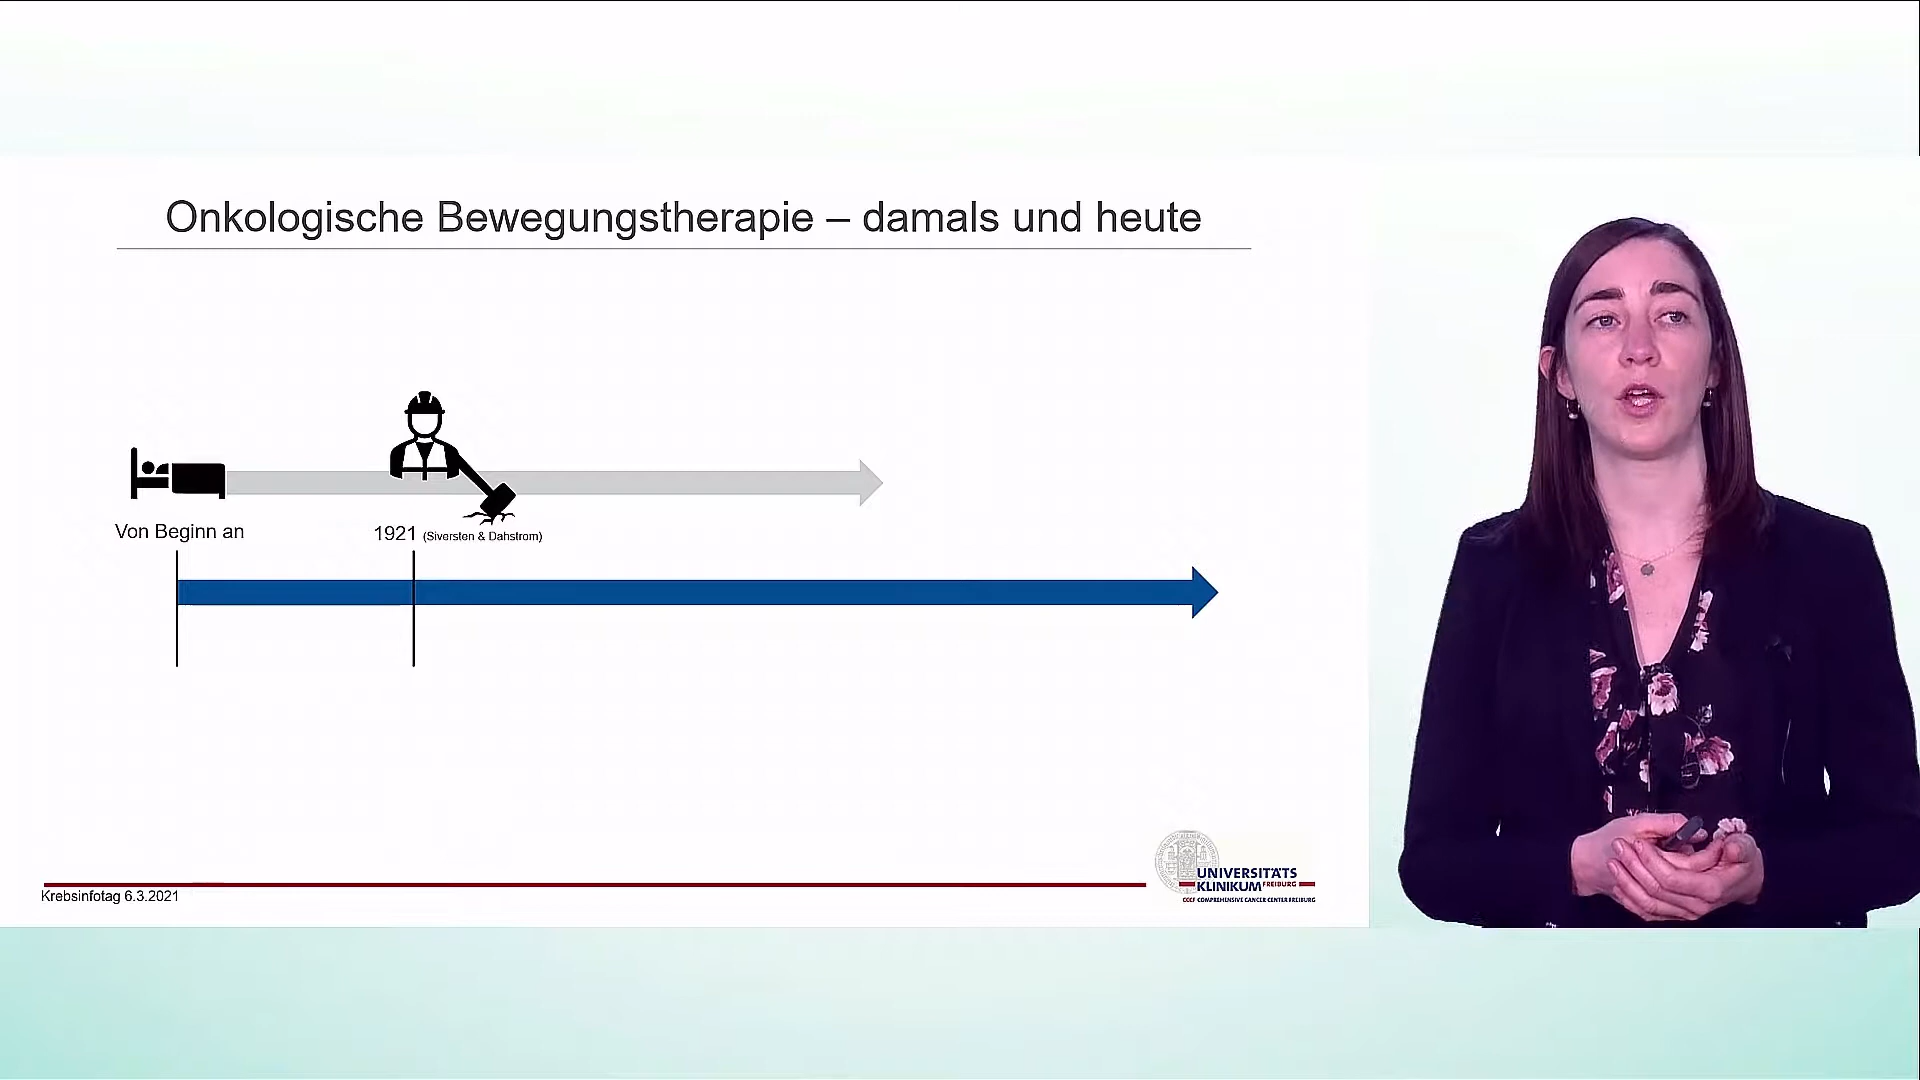 Onkologische Bewegungstherapie – damals und heute
Von Beginn an
1921 (Siversten & Dahstrom)
Krebsinfotag 6.3.2021
UNIVERSITÄTS
KLINIKUM FREIBURG
CCCF COMPREHENSIVE CANCER CENTER FREIBURG